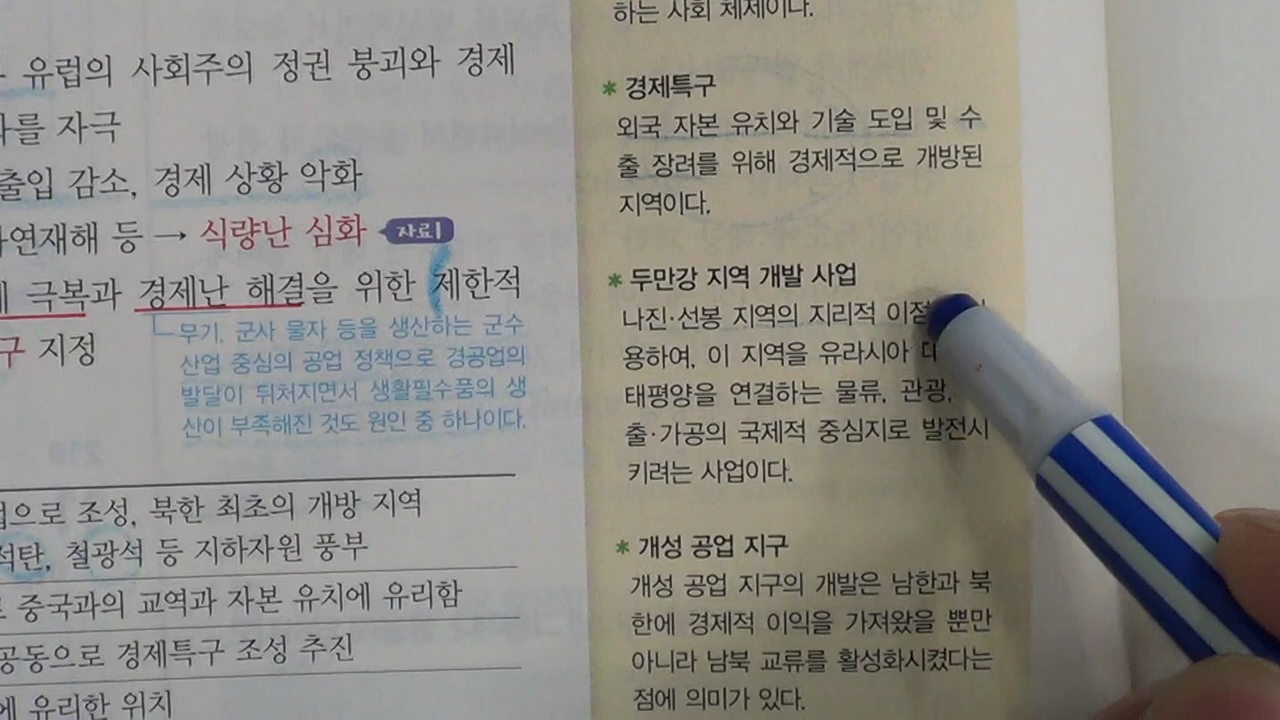 유럽의 사회주의 정권 붕괴와 경제
를 자극
출입 감소, 경제 상황 악화
연재해 등 → 식량난 심화 자료1
극복과 경제난 해결을 위한 제한적
구 지정
무기, 군사 물자 등을 생산하는 군수
산업 중심의 공업 정책으로 경공업의
발달이 뒤처지면서 생활필수품의 생
산이 부족해진 것도 원인 중 하나이다.
으로 조성, 북한 최초의 개방 지역
석탄, 철광석 등 지하자원 풍부
중국과의 교역과 자본 유치에 유리함
공동으로 경제특구 조성 추진
에 유리한 위치
하는 사회 체제이다.
* 경제특구
외국 자본 유치와 기술 도입 및 수
출 장려를 위해 경제적으로 개방된
지역이다.
* 두만강 지역 개발 사업
나진·선봉 지역의 지리적 이점
용하여, 이 지역을 유라시아
태평양을 연결하는 물류, 관광,
출·가공의 국제적 중심지로 발전시
키려는 사업이다.
* 개성 공업 지구
개성 공업 지구의 개발은 남한과 북
한에 경제적 이익을 가져왔을 뿐만
아니라 남북 교류를 활성화시켰다는
점에 의미가 있다.